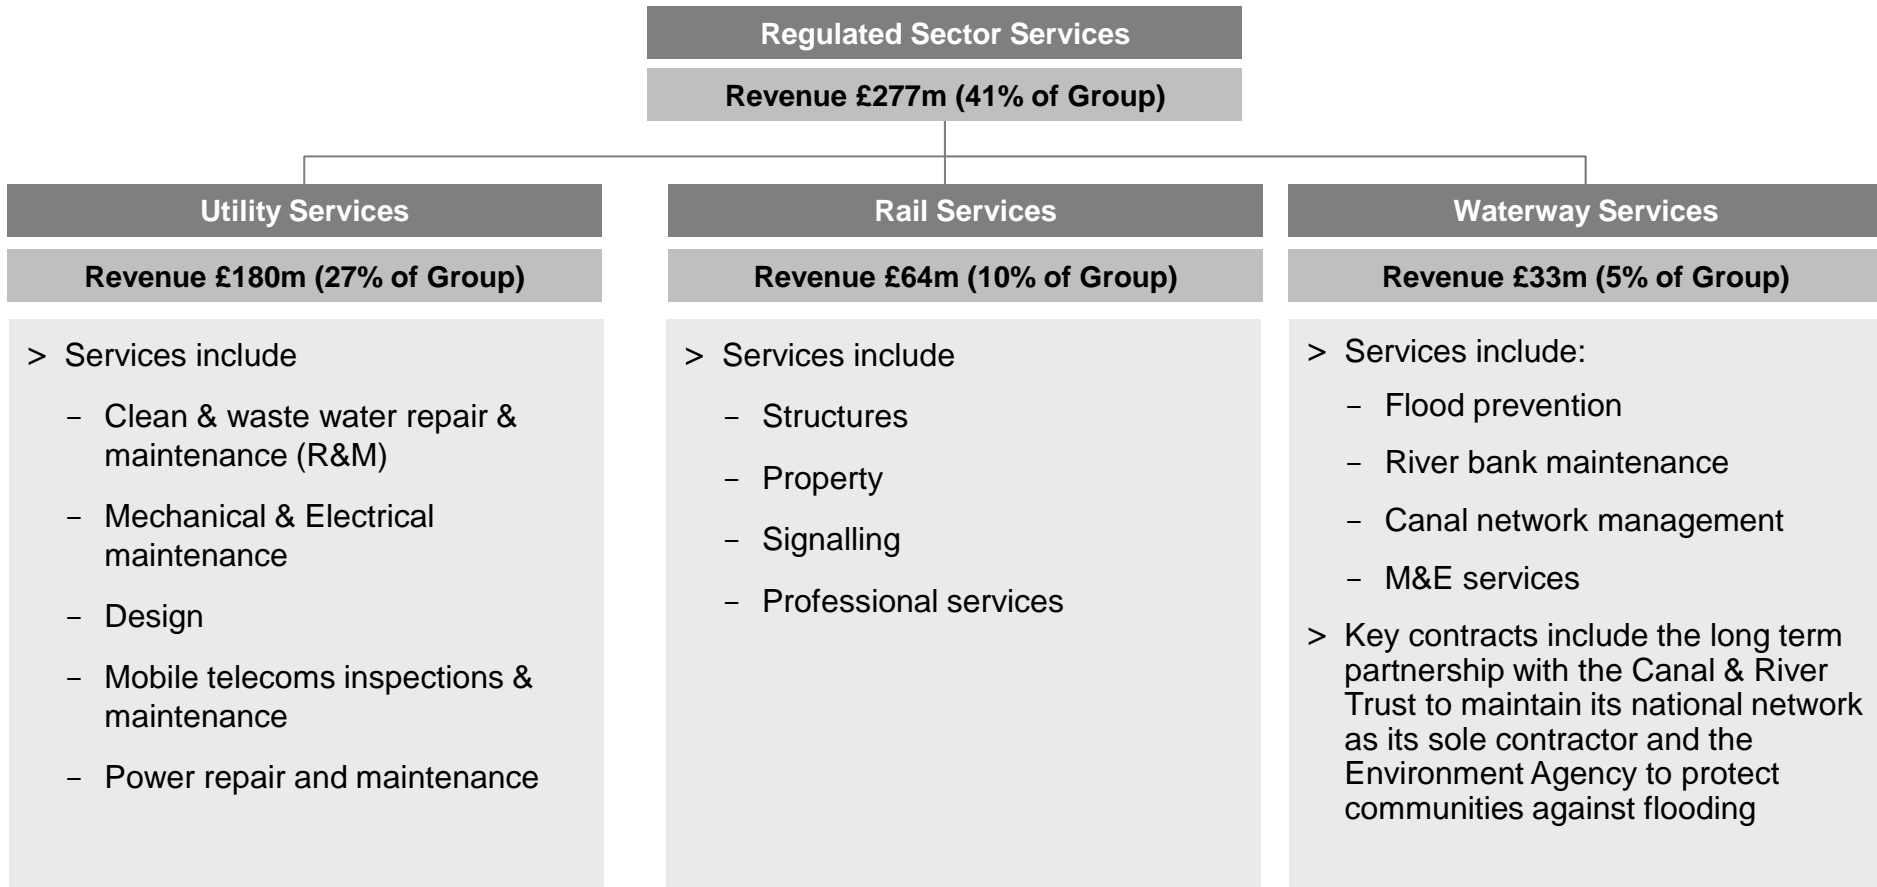 Regulated Sector Services
Revenue £277m (41% of Group)
Utility Services
Revenue £180m (27% of Group)
> Services include
- Clean & waste water repair &
maintenance (R&M)
- Mechanical & Electrical
maintenance
- Design
- Mobile telecoms inspections &
maintenance
- Power repair and maintenance
Rail Services
Revenue £64m (10% of Group)
> Services include
- Structures
- Property
- Signalling
- Professional services
Waterway Services
Revenue £33m (5% of Group)
> Services include:
- Flood prevention
- River bank maintenance
- Canal network management
- M&E services
> Key contracts include the long term
partnership with the Canal & River
Trust to maintain its national network
as its sole contractor and the
Environment Agency to protect
communities against flooding